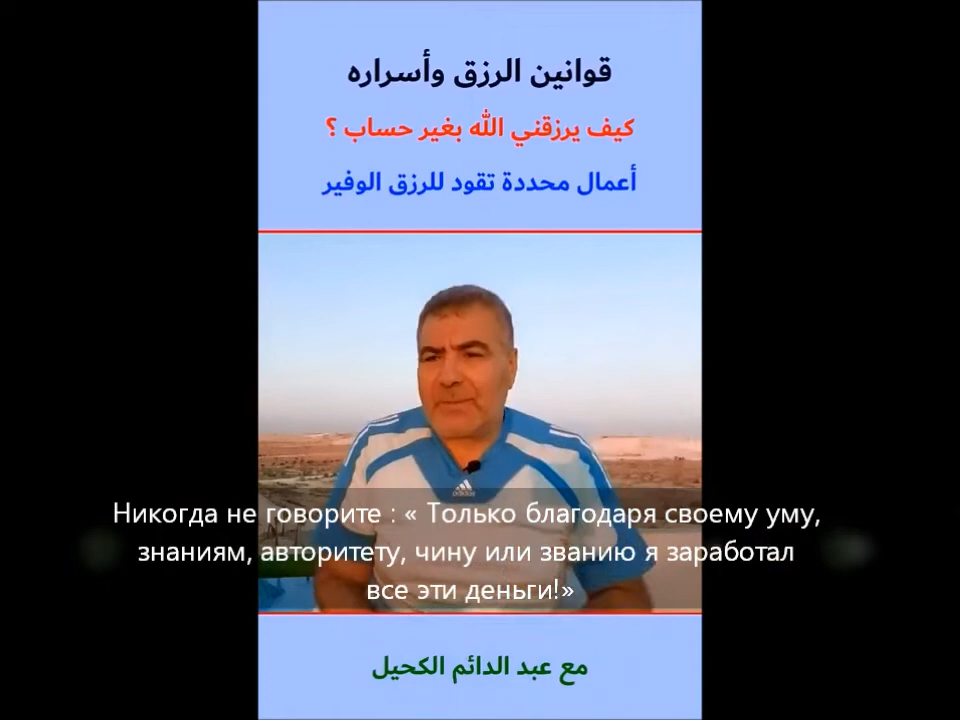 قوانين الرزق وأسراره
كيف يرزقني الله بغير حساب ؟
أعمال محددة تقود للرزق الوفير
adidas
Никогда не говорите : « Только благодаря своему уму,
знаниям, авторитету, чину или званию я заработал
все эти деньги!»
مع عبد الدائم الكحيل